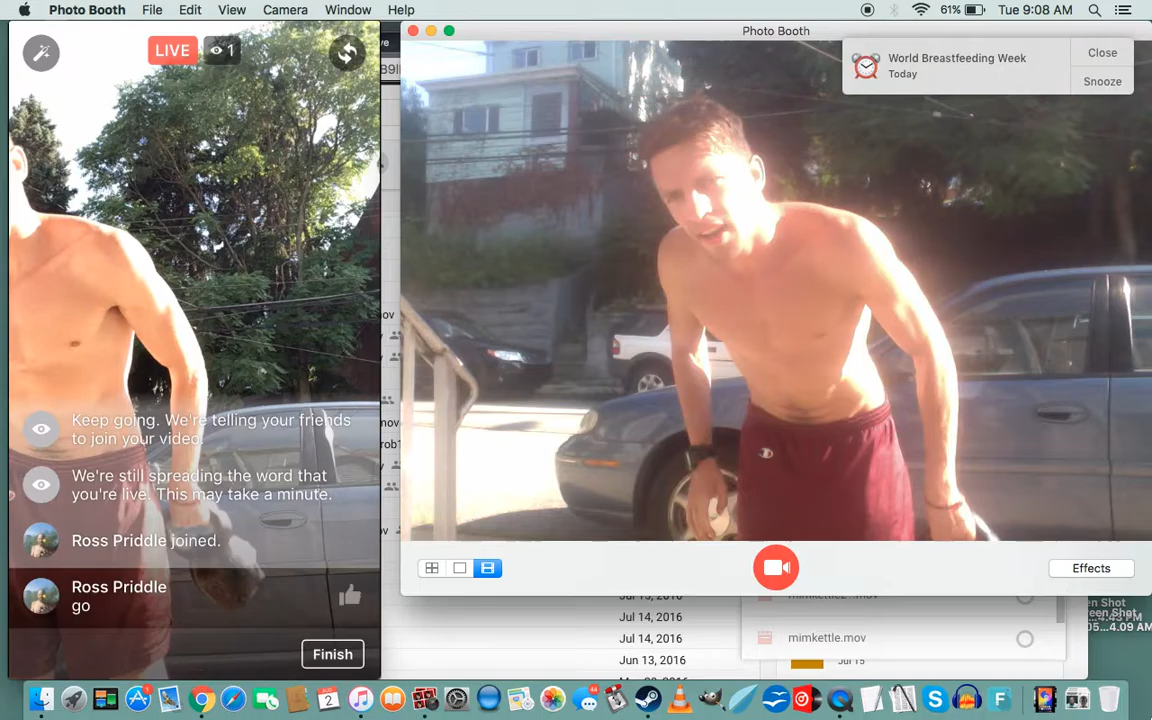 Photo Booth File Edit View Camera Window Help 61% Tue 9:08 AM
LIVE 1
Photo Booth
World Breastfeeding Week
Today
Close
Snooze
Keep going. We're telling your friends
to join your video.
We're still spreading the word that
you're live. This may take a minute.
Ross Priddle joined.
Ross Priddle
go
Finish
Effects
Jul 14, 2016
Jul 14, 2016
Jun 13, 2016
mimkettle.mov
Jul 15